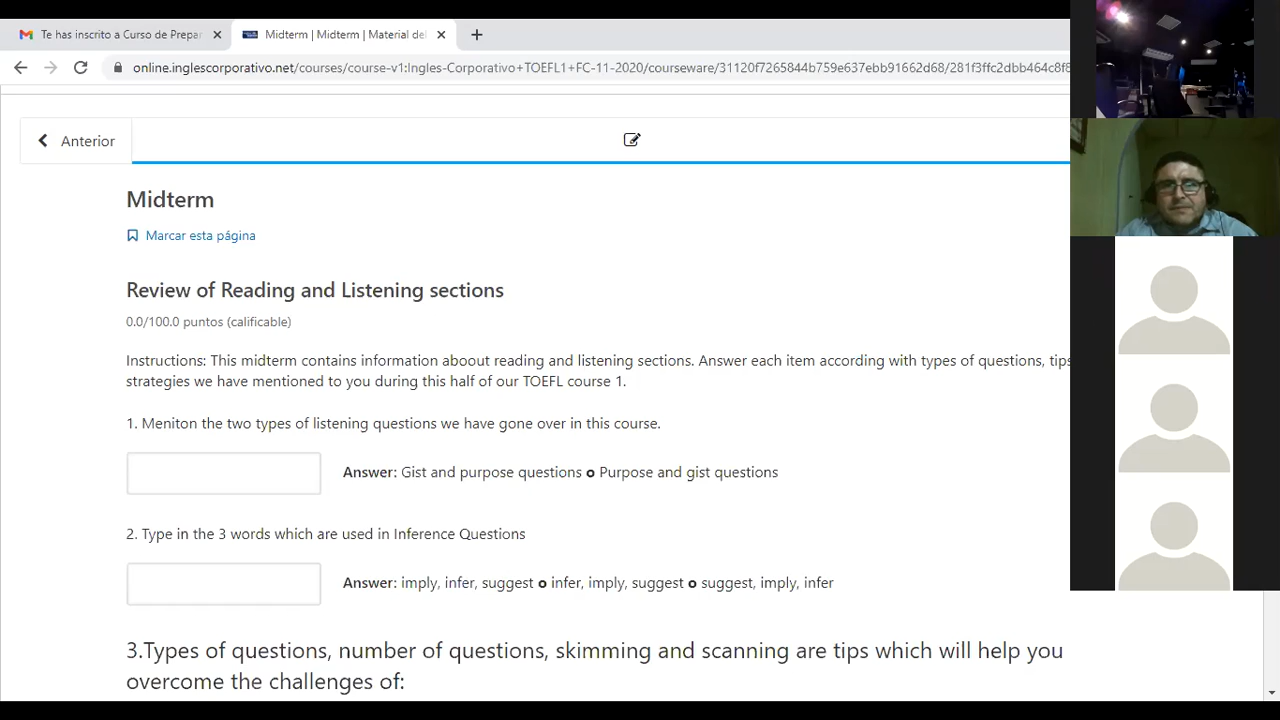 Te has inscrito a Curso de Prepar
Midterm | Midterm | Material del
online.inglescorporativo.net/courses/course-v1:Ingles-Corporativo+TOEFL1+FC-11-2020/courseware/31120f7265844b759e637ebb91662d68/281f3ffc2dbb464c8f8
Anterior
Midterm
Marcar esta página
Review of Reading and Listening sections
0.0/100.0 puntos (calificable)
Instructions: This midterm contains information abouto reading and listening sections. Answer each item according with types of questions, tips
strategies we have mentioned to you during this half of our TOEFL course 1.
1. Meniton the two types of listening questions we have gone over in this course.
Answer: Gist and purpose questions o Purpose and gist questions
2. Type in the 3 words which are used in Inference Questions
Answer: imply, infer, suggest o infer, imply, suggest o suggest, imply, infer
3.Types of questions, number of questions, skimming and scanning are tips which will help you
overcome the challenges of: